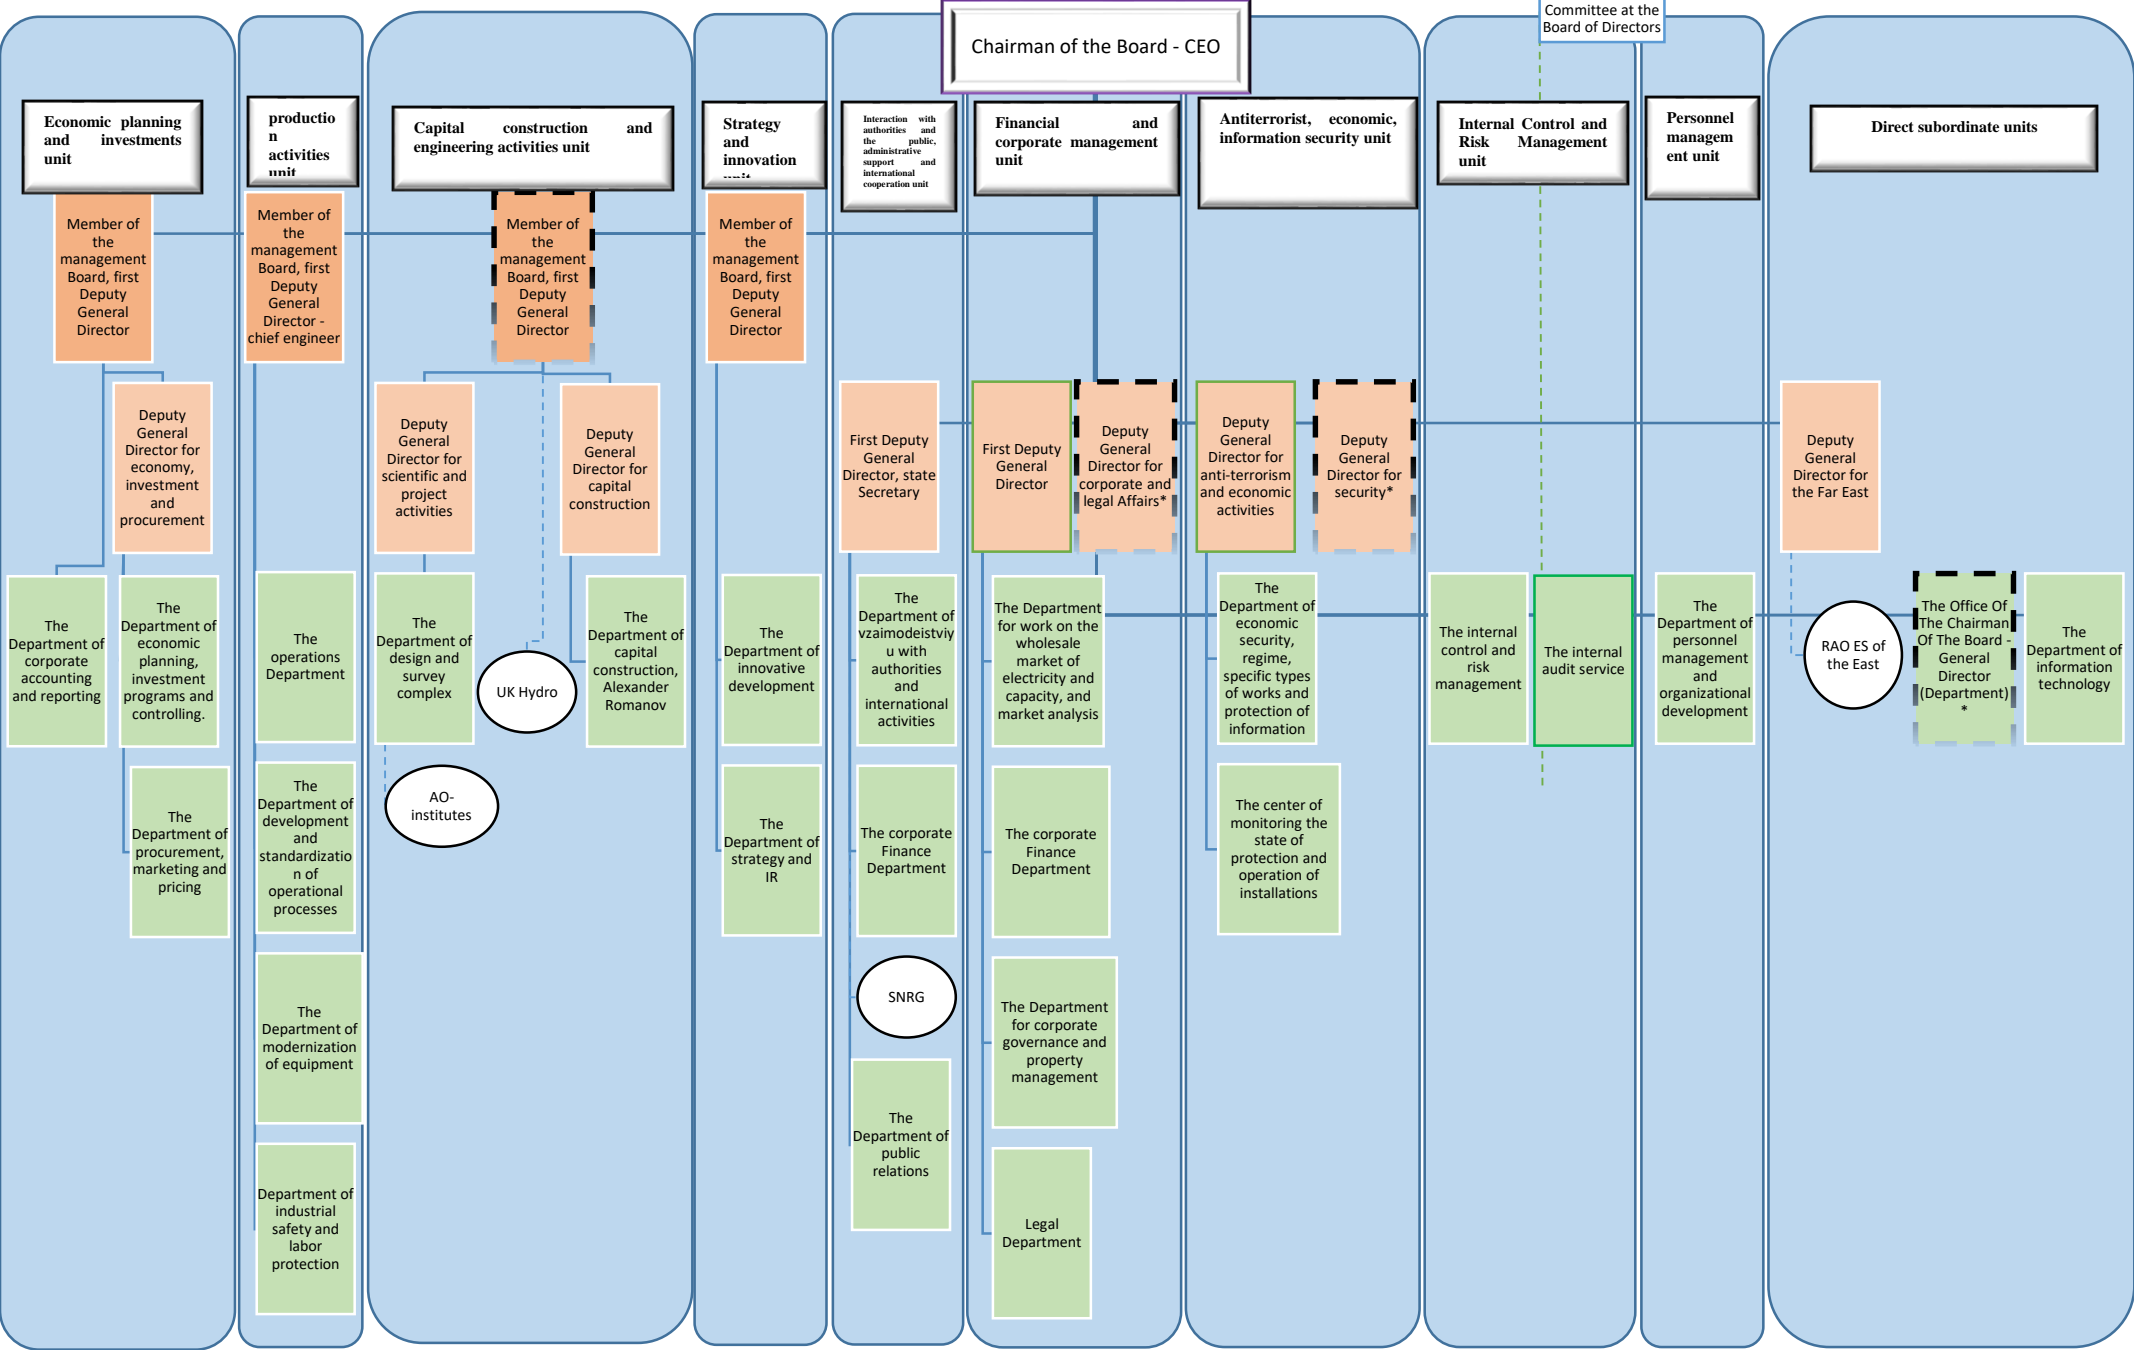 Committee at the
Board of Directors
Chairman of the Board - CEO
Economic planning
and investments
unit
productio
n
activities
unit
Capital construction and
engineering activities unit
Strategy
and
innovation
unit
Interaction with
authorities and
the public,
administrative
support and
international
cooperation unit
Financial and
corporate management
unit
Antiterrorist, economic,
information security unit
Internal Control and
Risk Management
unit
Personnel
managem
ent unit
Direct subordinate units
Member of
the
management
Board, first
Deputy
General
Director
Member of
the
management
Board, first
Deputy
General
Director -
chief engineer
Member of
the
management
Board, first
Deputy
General
Director
Member of
the
management
Board, first
Deputy
General
Director
Deputy
General
Director for
economy,
investment
and
procurement
Deputy
General
Director for
scientific and
project
activities
Deputy
General
Director for
capital
construction
First Deputy
General
Director, state
Secretary
First Deputy
General
Director
Deputy
General
Director for
corporate and
legal Affairs*
Deputy
General
Director for
anti-terrorism
and economic
activities
Deputy
General
Director for
security*
Deputy
General
Director for
the Far East
The
Department of
corporate
accounting
and reporting
The
Department of
economic
planning,
investment
programs and
controlling.
The
operations
Department
The
Department of
design and
survey
complex
UK Hydro
The
Department of
capital
construction,
Alexander
Romanov
The
Department of
innovative
development
The
Department of
vzaimodeistviy
u with
authorities
and
international
activities
The Department
for work on the
wholesale
market of
electricity and
capacity, and
market analysis
The
Department of
economic
security,
regime,
specific types
of works and
protection of
information
The internal
control and
risk
management
The internal
audit service
The
Department of
personnel
management
and
organizational
development
RAO ES of
the East
The Office Of
The Chairman
Of The Board -
General
Director
(Department)
*
The
Department of
information
technology
The
Department of
procurement,
marketing and
pricing
The
Department of
development
and
standardizatio
n of
operational
processes
AO-
institutes
The
Department of
strategy and
IR
The corporate
Finance
Department
The corporate
Finance
Department
The center of
monitoring the
state of
protection and
operation of
installations
The
Department of
modernization
of equipment
SNRG
The Department
for corporate
governance and
property
management
The
Department of
public
relations
Department of
industrial
safety and
labor
protection
Legal
Department